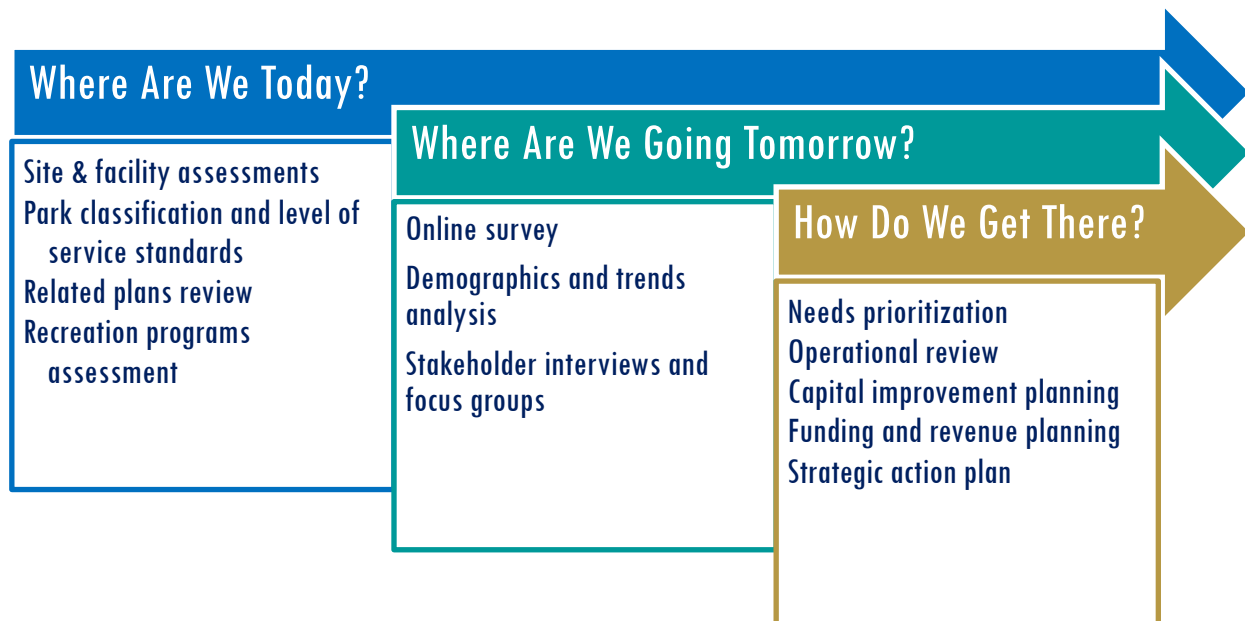 Where Are We Today?
Site & facility assessments
Park classification and level of
service standards
Related plans review
Recreation programs
assessment
Where Are We Going Tomorrow?
Online survey
Demographics and trends
analysis
Stakeholder interviews and
focus groups
How Do We Get There?
Needs prioritization
Operational review
Capital improvement planning
Funding and revenue planning
Strategic action plan